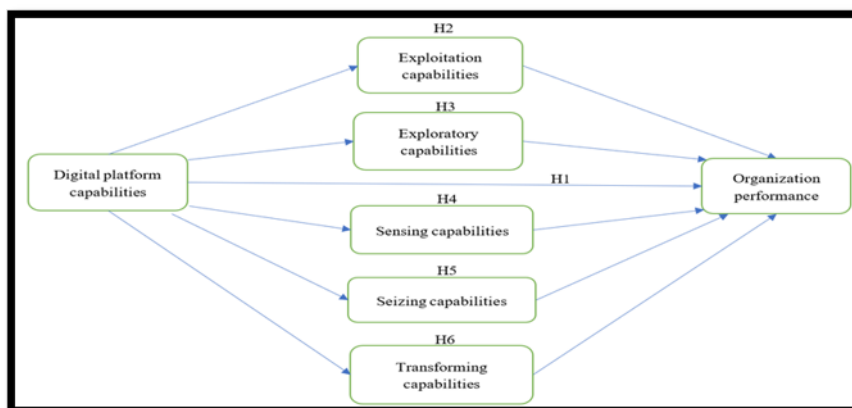 H2
Exploitation
capabilities
H3
Exploratory
capabilities
Digital platform
capabilities
H1
Organization
performance
H4
Sensing capabilities
H5
Seizing capabilities
H6
Transforming
capabilities